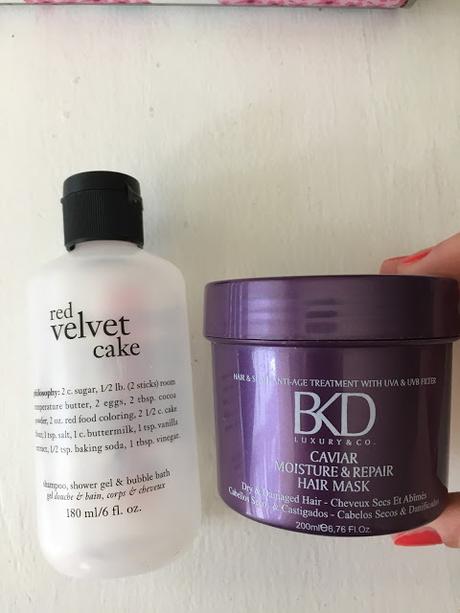 red
velvet
cake
philosophy: 2 c. sugar, 1/2 lb. (2 sticks) room
temperature butter, 2 eggs, 2 tbsp. cocoa
powder, 2 oz. red food coloring, 2 1/2 c. cake
flour, 1 tsp. salt, 1 c. buttermilk, 1 tsp. vanilla
extract, 1/2 tsp. baking soda, 1 tbsp. vinegar.
shampoo, shower gel & bubble bath
gel douche & bain, corps & cheveux
180 ml/6 fl. oz.
HAIR & ANTI-AGE TREATMENT WITH UVA & UVB FILTER
BKD
LUXURY & CO.
CAVIAR
MOISTURE & REPAIR
HAIR MASK
Dry & Damaged Hair - Cheveux Secs Et Abîmés
Cabelos Secos & Castigados - Cabelos Secos & Danificados
200ml ℮ 6,76 fl.Oz.